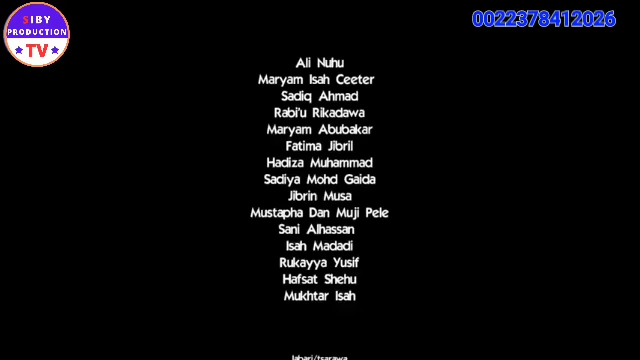 SIBY
PRODUCTION
TV
0022378412026
Ali Nuhu
Maryam Isah Ceeter
Sadiq Ahmad
Rabi'u Rikadawa
Maryam Abubakar
Fatima Jibril
Hadiza Muhammad
Sadiya Mohd Gaida
Jibrin Musa
Mustapha Dan Muji Pele
Sani Alhassan
Isah Madadi
Rukayya Yusif
Hafsat Shehu
Mukhtar Isah
labari/tsarawa